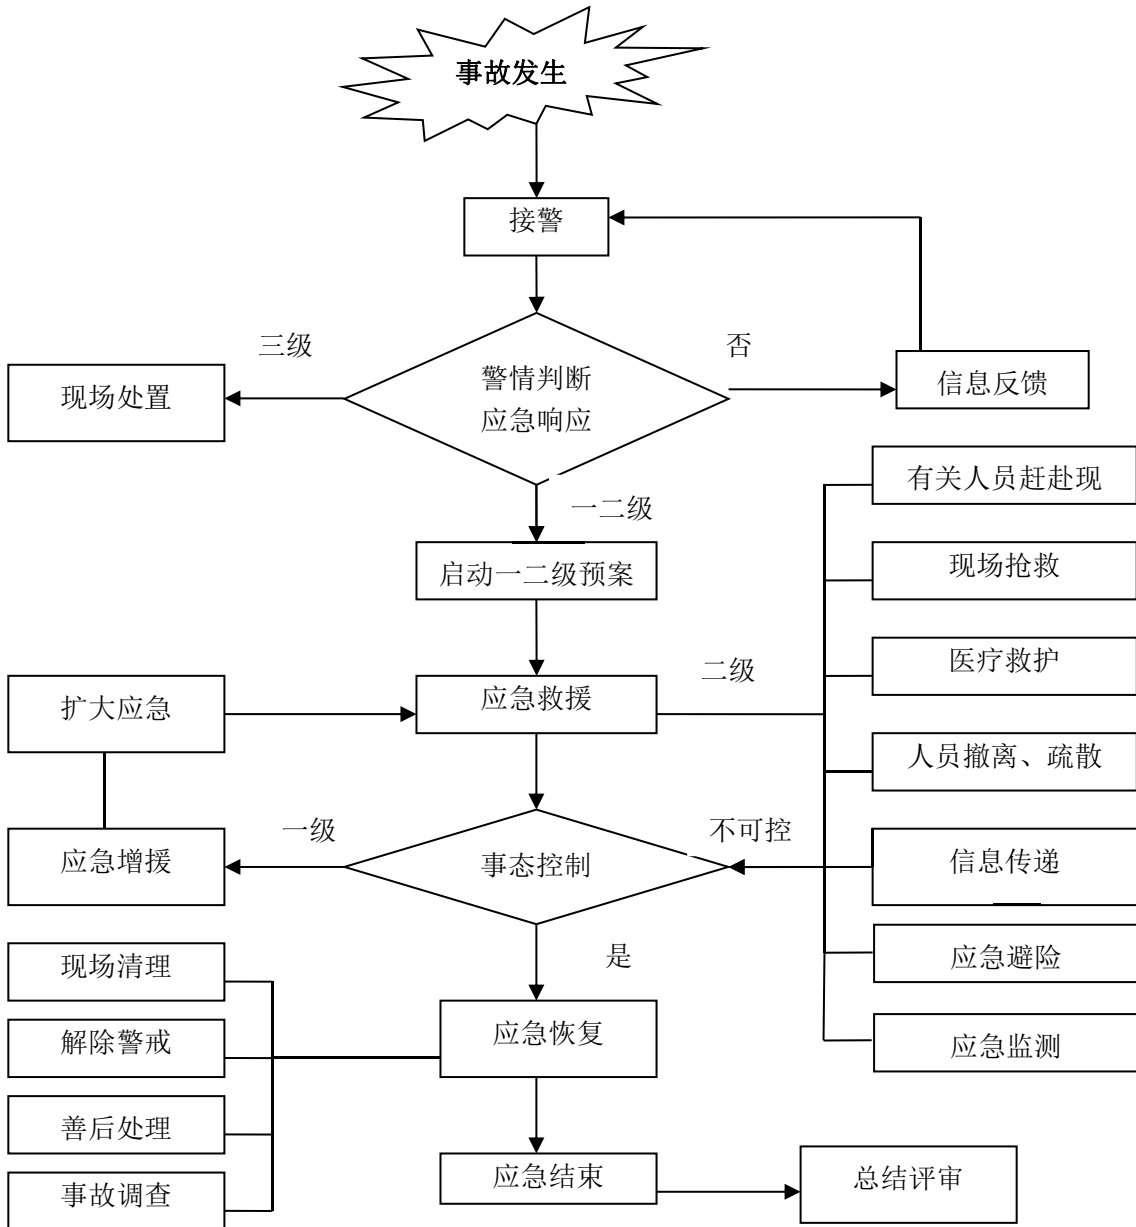 事故发生
接警
三级
否
警情判断
应急响应
现场处置
信息反馈
有关人员赶赴现
一二级
启动一二级预案
现场抢救
医疗救护
二级
扩大应急
应急救援
人员撤离、疏散
一级
不可控
应急增援
事态控制
信息传递
是
现场清理
应急避险
应急恢复
解除警戒
应急监测
善后处理
应急结束
总结评审
事故调查